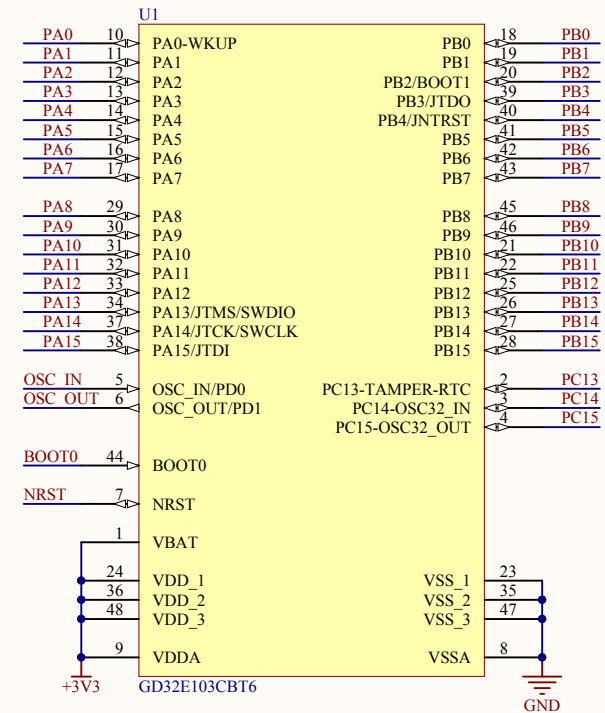 U1
PA0 10 PA0-WKUP PB0 18 PB0
PA1 11 PA1 PB1 19 PB1
PA2 12 PA2 PB2/BOOT1 20 PB2
PA3 13 PA3 PB3/JTDO 39 PB3
PA4 14 PA4 PB4/JNTRST 40 PB4
PA5 15 PA5 PB5 41 PB5
PA6 16 PA6 PB6 42 PB6
PA7 17 PA7 PB7 43 PB7
PA8 29 PA8 PB8 45 PB8
PA9 30 PA9 PB9 46 PB9
PA10 31 PA10 PB10 21 PB10
PA11 32 PA11 PB11 22 PB11
PA12 33 PA12 PB12 25 PB12
PA13 34 PA13/JTMS/SWDIO PB13 26 PB13
PA14 37 PA14/JTCK/SWCLK PB14 27 PB14
PA15 38 PA15/JTDI PB15 28 PB15
OSC_IN 5 OSC_IN/PD0 PC13-TAMPER-RTC 2 PC13
OSC_OUT 6 OSC_OUT/PD1 PC14-OSC32_IN 3 PC14
PC15-OSC32_OUT 4 PC15
BOOT0 44 BOOT0
NRST 7 NRST
1 VBAT
24 VDD_1 VSS_1 23
36 VDD_2 VSS_2 35
48 VDD_3 VSS_3 47
9 VDDA VSSA 8
+3V3 GD32E103CBT6
GND